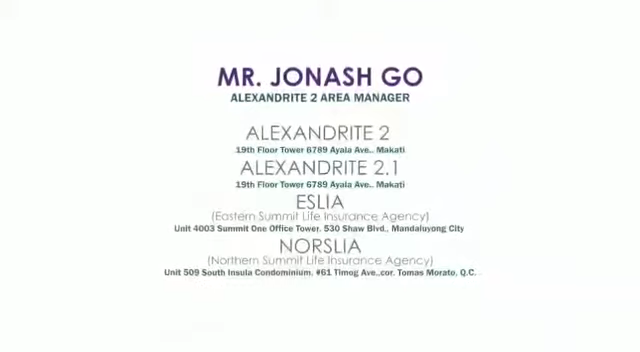 MR. JONASH GO
ALEXANDRITE 2 AREA MANAGER
ALEXANDRITE 2
19th Floor Tower 6789 Ayala Ave., Makati
ALEXANDRITE 2.1
19th Floor Tower 6789 Ayala Ave., Makati
ESLIA
(Eastern Summit Life Insurance Agency)
Unit 4003 Summit One Office Tower, 530 Shaw Blvd., Mandaluyong City
NORSLIA
(Northern Summit Life Insurance Agency)
Unit 509 South Insula Condominium, #61 Timog Ave.,cor. Tomas Morato, Q.C.